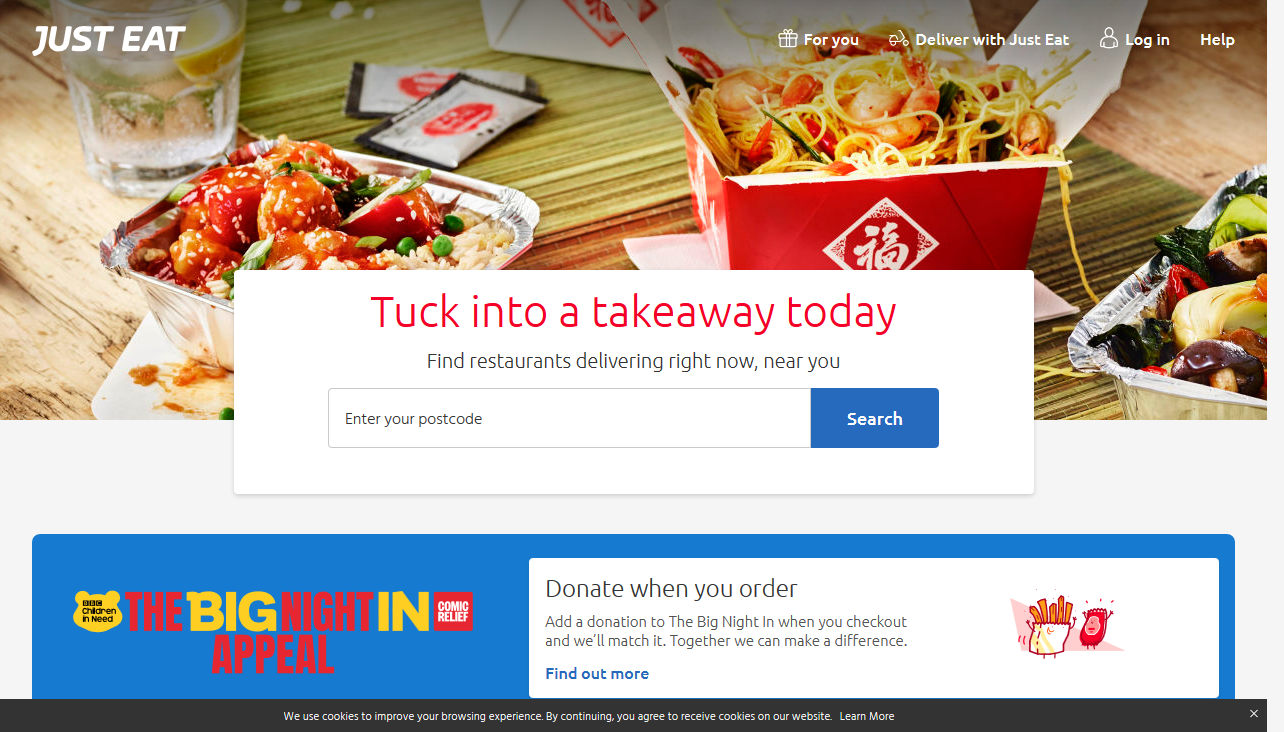 JUST EAT
For you
Deliver with Just Eat
Log in
Help
福
Tuck into a takeaway today
Find restaurants delivering right now, near you
Enter your postcode
Search
BBC
Children
in Need
THE BIG NIGHT IN
APPEAL
COMIC
RELIEF
Donate when you order
Add a donation to The Big Night In when you checkout
and we’ll match it. Together we can make a difference.
Find out more
We use cookies to improve your browsing experience. By continuing, you agree to receive cookies on our website. Learn More